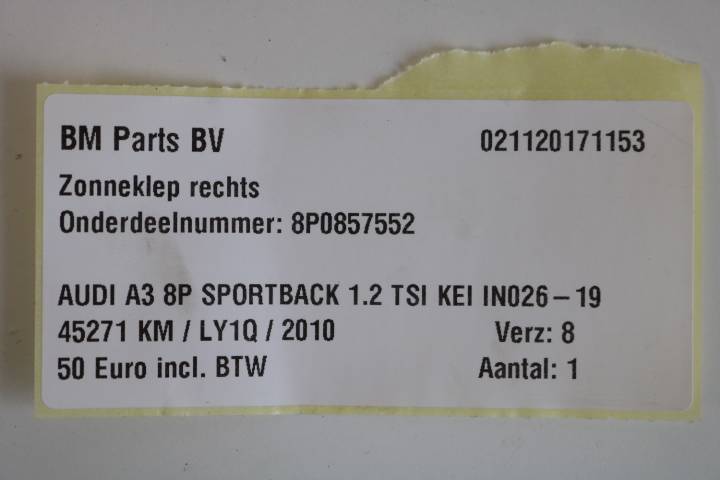 BM Parts BV 021120171153
Zonneklep rechts
Onderdeelnummer: 8P0857552
AUDI A3 8P SPORTBACK 1.2 TSI KEI IN026-19
45271 KM / LY1Q / 2010 Verz: 8
50 Euro incl. BTW Aantal: 1